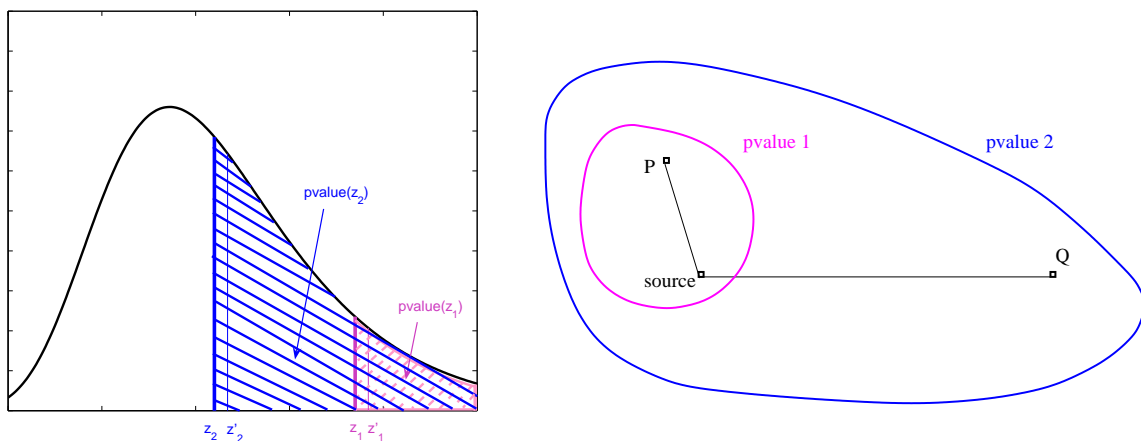 pvalue(z₂)
pvalue(z₁)
z₂ z'₂ z₁ z'₁
pvalue 1
pvalue 2
P
Q
source